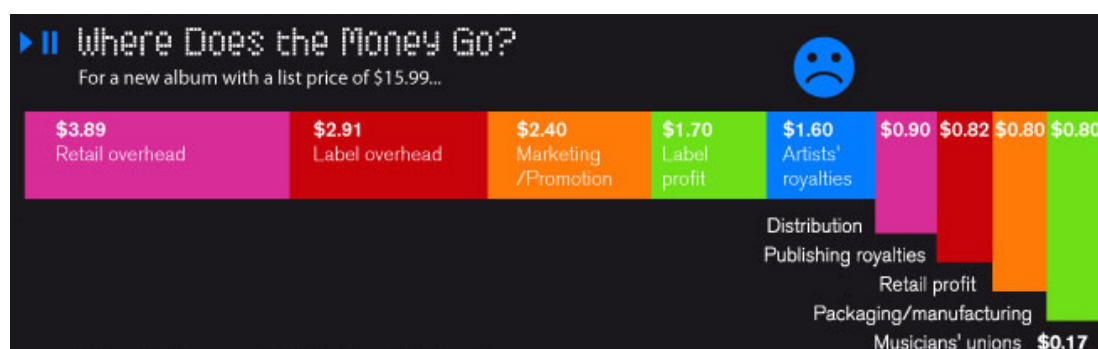 Where Does the Money Go?
For a new album with a list price of $15.99...
$3.89
Retail overhead
$2.91
Label overhead
$2.40
Marketing
/Promotion
$1.70
Label
profit
$1.60
Artists'
royalties
$0.90
$0.82
$0.80
$0.80
Distribution
Publishing royalties
Retail profit
Packaging/manufacturing
Musicians' unions $0.17